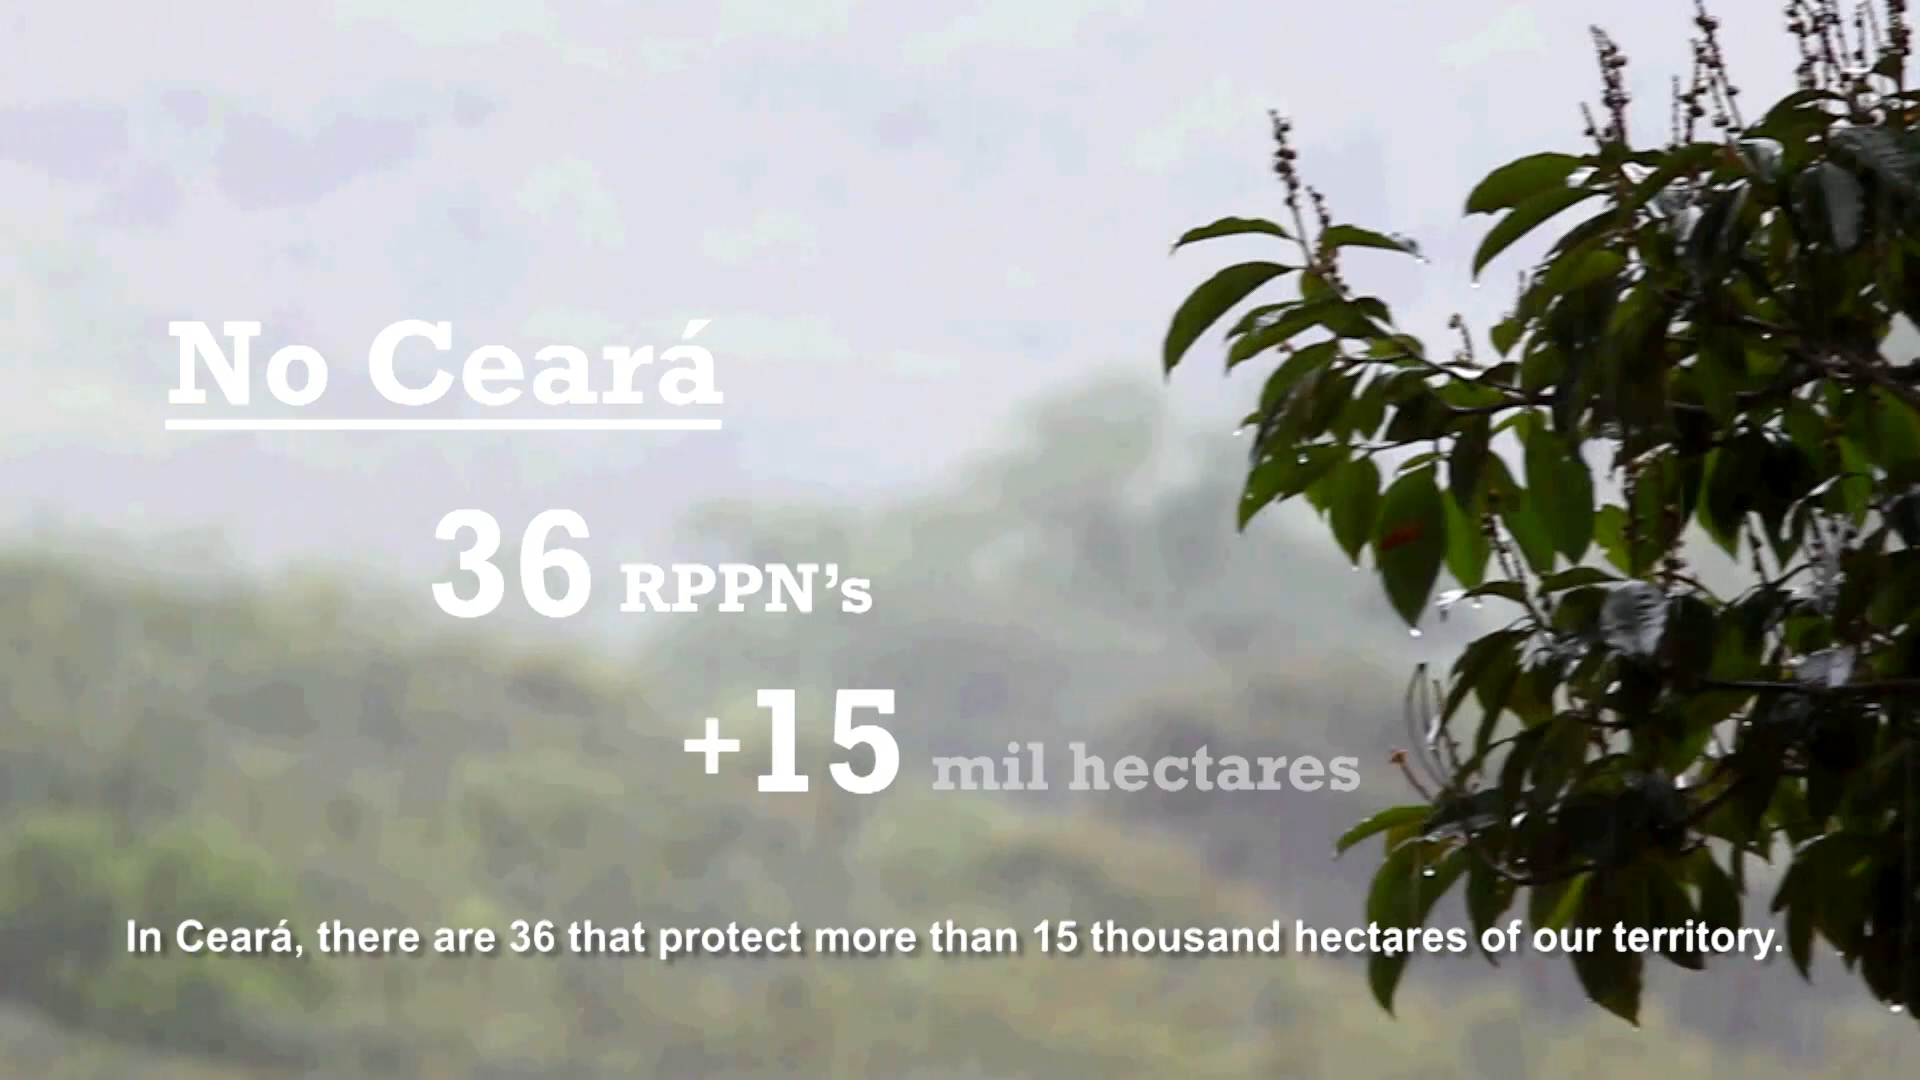 No Ceará
36 RPPN's
+15 mil hectares
In Ceará, there are 36 that protect more than 15 thousand hectares of our territory.